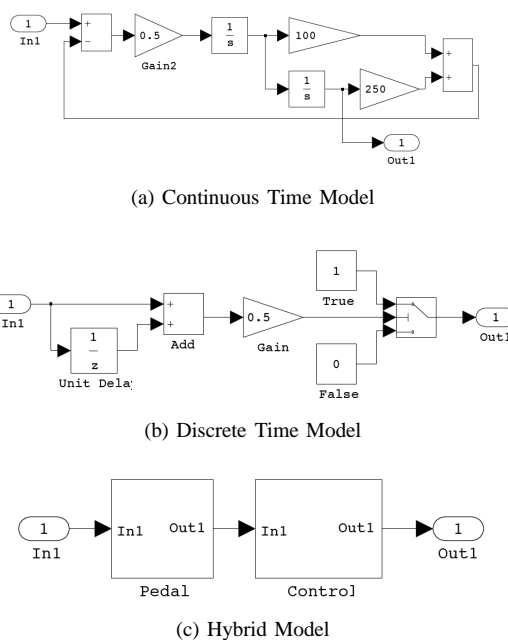 1
In1
+
−
0.5
Gain2
1
s
100
1
s
250
+
+
1
Out1
(a) Continuous Time Model
1
In1
1
z
Unit Dela
+
+
Add
0.5
Gain
1
True
0
False
1
Out1
(b) Discrete Time Model
1
In1
In1 Out1
Pedal
In1 Out1
Control
1
Out1
(c) Hybrid Model